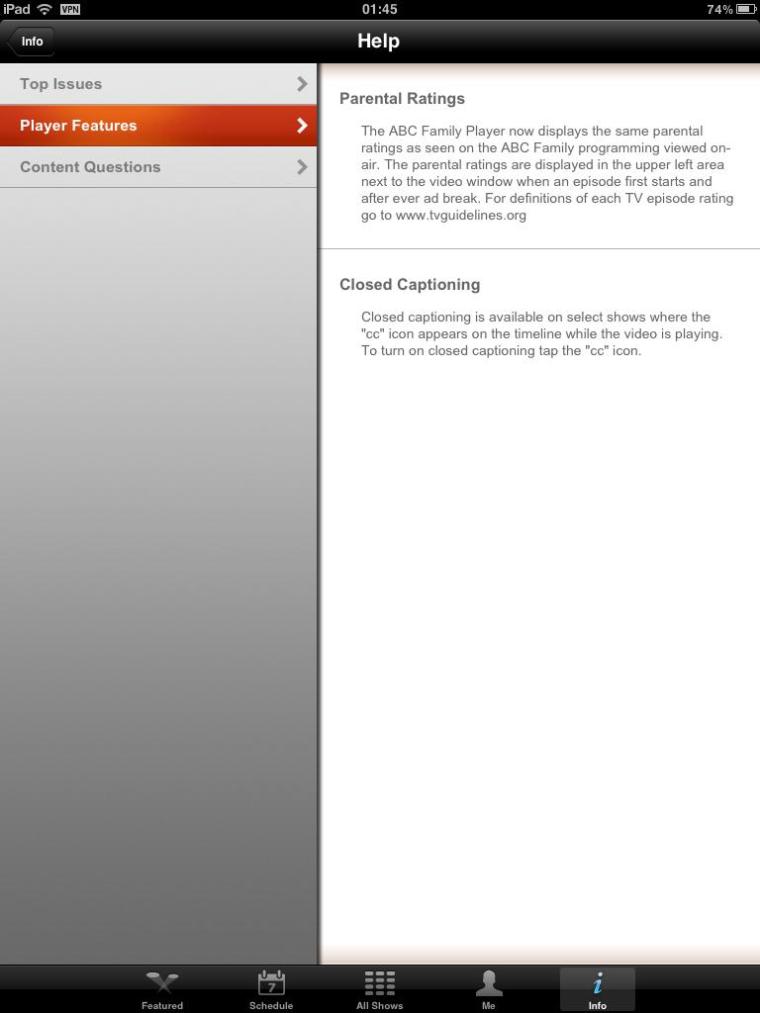 iPad VPN 01:45 74%
Info Help
Top Issues
Player Features
Content Questions
Parental Ratings
The ABC Family Player now displays the same parental
ratings as seen on the ABC Family programming viewed on-
air. The parental ratings are displayed in the upper left area
next to the video window when an episode first starts and
after ever ad break. For definitions of each TV episode rating
go to www.tvguidelines.org
Closed Captioning
Closed captioning is available on select shows where the
"cc" icon appears on the timeline while the video is playing.
To turn on closed captioning tap the "cc" icon.
7 i
Featured Schedule All Shows Me Info